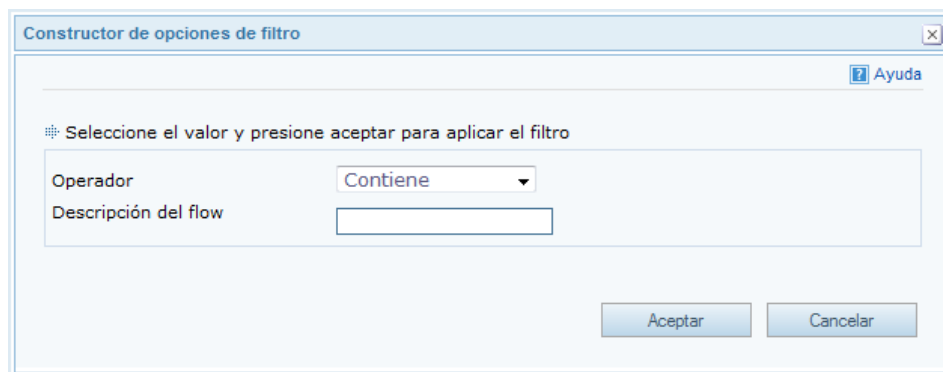 Constructor de opciones de filtro
Ayuda
Seleccione el valor y presione aceptar para aplicar el filtro
Operador Contiene
Descripción del flow
Aceptar Cancelar